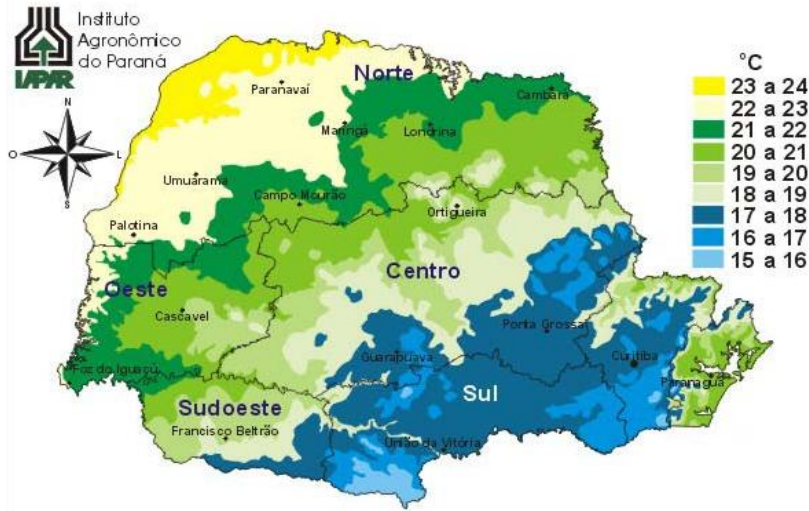 Instituto
Agronômico
do Paraná
IAPAR
N
O
L
S
°C
23 a 24
22 a 23
21 a 22
20 a 21
19 a 20
18 a 19
17 a 18
16 a 17
15 a 16
Norte
Paranavaí
Cambará
Maringá
Londrina
Umuarama
Campo Mourão
Ortigueira
Palotina
Centro
Oeste
Cascavel
Ponta Grossa
Guarapuava
Curitiba
Foz do Iguaçú
Paranaguá
Sul
Sudoeste
Francisco Beltrão
União da Vitória